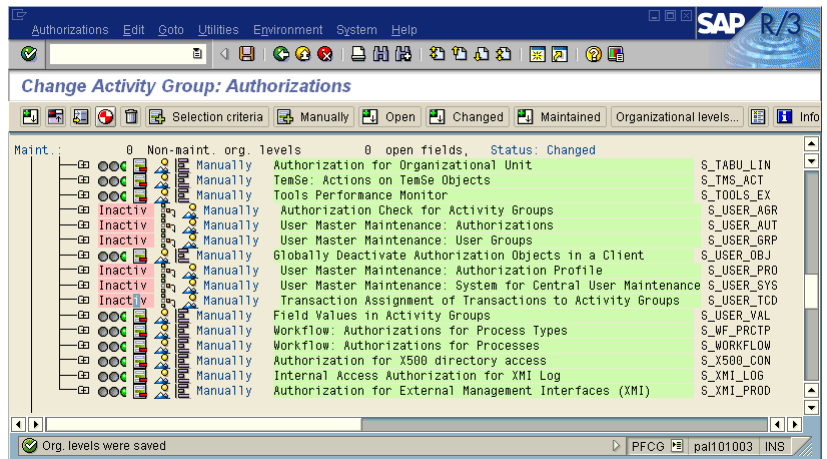 Authorizations Edit Goto Utilities Environment System Help
SAP R/3
Change Activity Group: Authorizations
Selection criteria Manually Open Changed Maintained Organizational levels... Info
Maint.: 0 Non-maint. org. levels 0 open fields, Status: Changed
Manually Authorization for Organizational Unit S_TABU_LIN
Manually TemSe: Actions on TemSe Objects S_TMS_ACT
Manually Tools Performance Monitor S_TOOLS_EX
Inactiv Manually Authorization Check for Activity Groups S_USER_AGR
Inactiv Manually User Master Maintenance: Authorizations S_USER_AUT
Inactiv Manually User Master Maintenance: User Groups S_USER_GRP
Manually Globally Deactivate Authorization Objects in a Client S_USER_OBJ
Inactiv Manually User Master Maintenance: Authorization Profile S_USER_PRO
Inactiv Manually User Master Maintenance: System for Central User Maintenance S_USER_SYS
Inactiv Manually Transaction Assignment of Transactions to Activity Groups S_USER_TCD
Manually Field Values in Activity Groups S_USER_VAL
Manually Workflow: Authorizations for Process Types S_WF_PRCTP
Manually Workflow: Authorizations for Processes S_WORKFLOW
Manually Authorization for X500 directory access S_X500_CON
Manually Internal Access Authorization for XMI Log S_XMI_LOG
Manually Authorization for External Management Interfaces (XMI) S_XMI_PROD
Org. levels were saved PFCG pal101003 INS